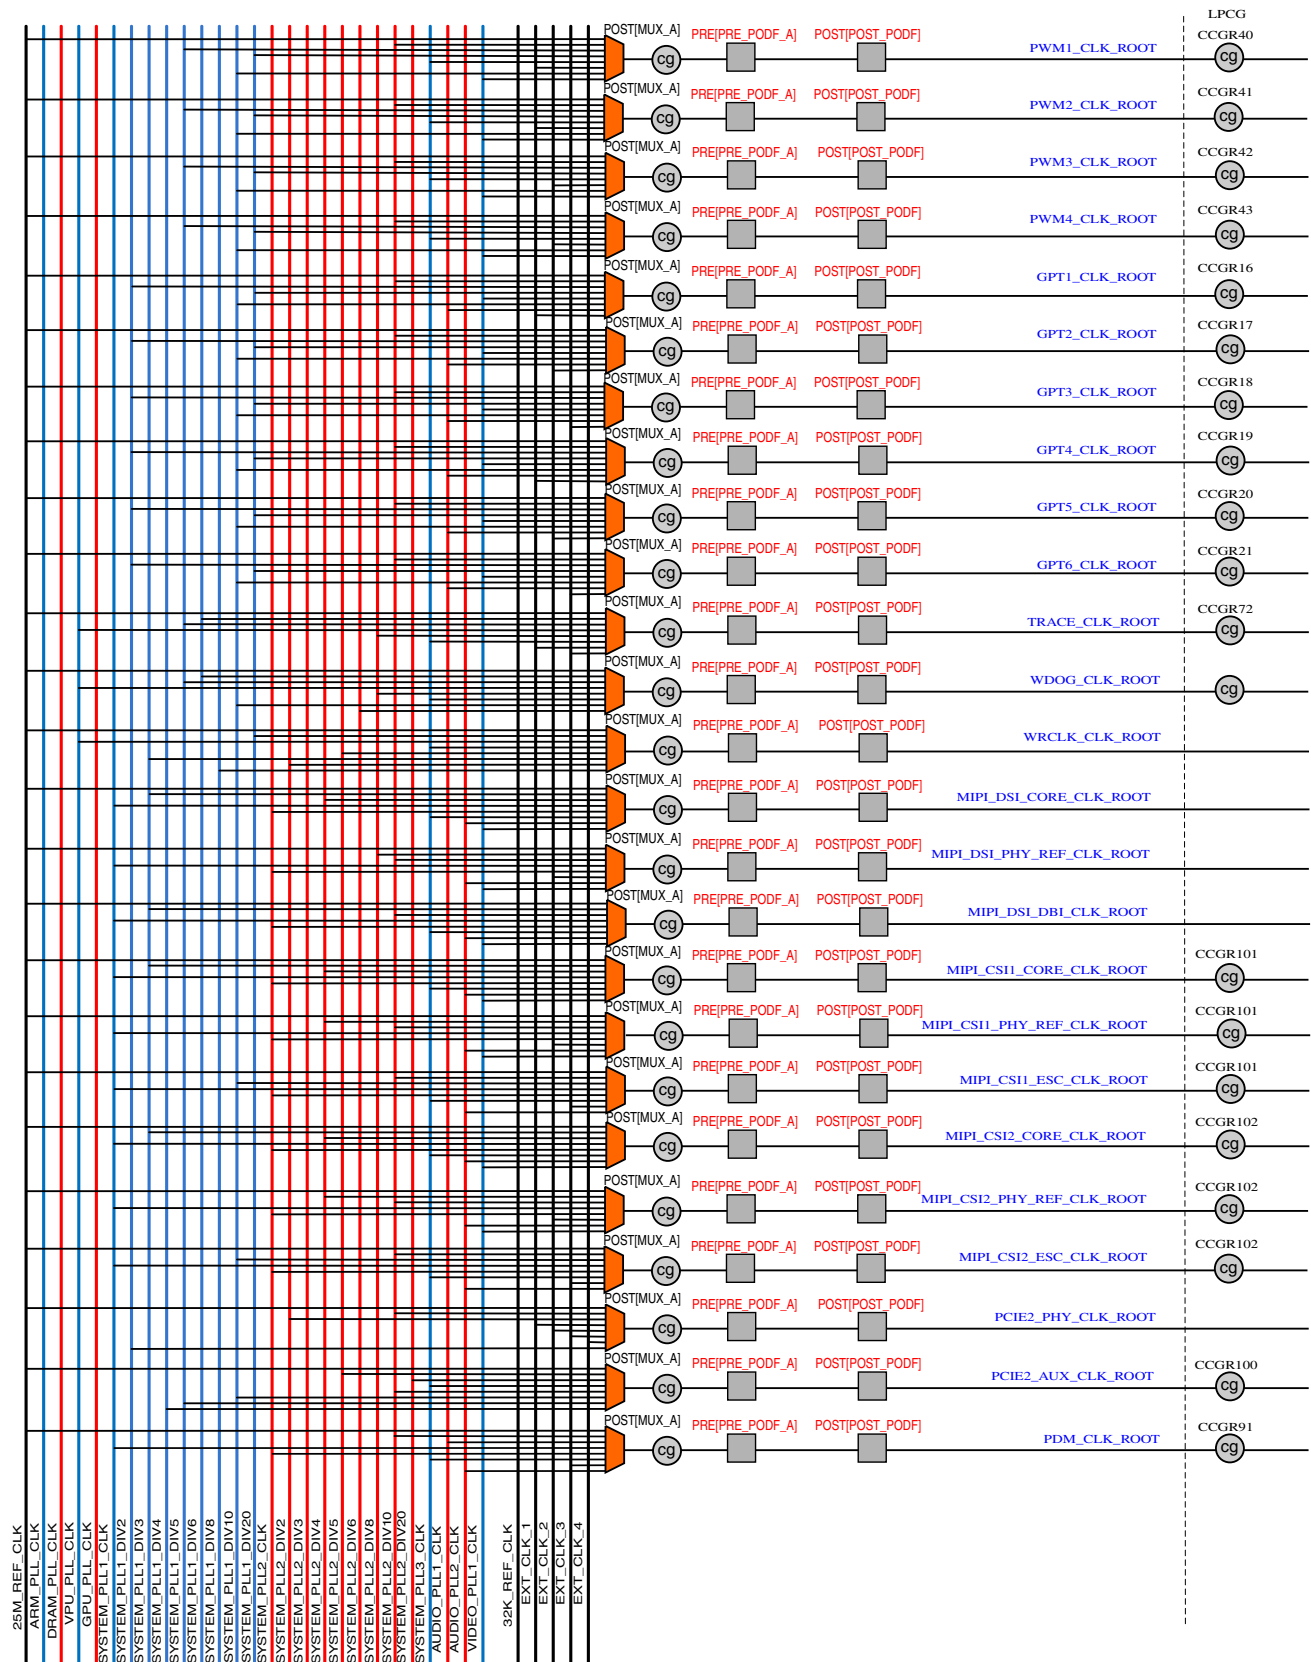 LPCG
POST[MUX_A] PRE[PRE_PODF_A] POST[POST_PODF] PWM1_CLK_ROOT CCGR40
cg cg
POST[MUX_A] PRE[PRE_PODF_A] POST[POST_PODF] PWM2_CLK_ROOT CCGR41
cg cg
POST[MUX_A] PRE[PRE_PODF_A] POST[POST_PODF] PWM3_CLK_ROOT CCGR42
cg cg
POST[MUX_A] PRE[PRE_PODF_A] POST[POST_PODF] PWM4_CLK_ROOT CCGR43
cg cg
POST[MUX_A] PRE[PRE_PODF_A] POST[POST_PODF] GPT1_CLK_ROOT CCGR16
cg cg
POST[MUX_A] PRE[PRE_PODF_A] POST[POST_PODF] GPT2_CLK_ROOT CCGR17
cg cg
POST[MUX_A] PRE[PRE_PODF_A] POST[POST_PODF] GPT3_CLK_ROOT CCGR18
cg cg
POST[MUX_A] PRE[PRE_PODF_A] POST[POST_PODF] GPT4_CLK_ROOT CCGR19
cg cg
POST[MUX_A] PRE[PRE_PODF_A] POST[POST_PODF] GPT5_CLK_ROOT CCGR20
cg cg
POST[MUX_A] PRE[PRE_PODF_A] POST[POST_PODF] GPT6_CLK_ROOT CCGR21
cg cg
POST[MUX_A] PRE[PRE_PODF_A] POST[POST_PODF] TRACE_CLK_ROOT CCGR72
cg cg
POST[MUX_A] PRE[PRE_PODF_A] POST[POST_PODF] WDOG_CLK_ROOT
cg cg
POST[MUX_A] PRE[PRE_PODF_A] POST[POST_PODF] WRCLK_CLK_ROOT
cg
POST[MUX_A] PRE[PRE_PODF_A] POST[POST_PODF] MIPI_DSI_CORE_CLK_ROOT
cg
POST[MUX_A] PRE[PRE_PODF_A] POST[POST_PODF] MIPI_DSI_PHY_REF_CLK_ROOT
cg
POST[MUX_A] PRE[PRE_PODF_A] POST[POST_PODF] MIPI_DSI_DBI_CLK_ROOT
cg
POST[MUX_A] PRE[PRE_PODF_A] POST[POST_PODF] MIPI_CSI1_CORE_CLK_ROOT CCGR101
cg cg
POST[MUX_A] PRE[PRE_PODF_A] POST[POST_PODF] MIPI_CSI1_PHY_REF_CLK_ROOT CCGR101
cg cg
POST[MUX_A] PRE[PRE_PODF_A] POST[POST_PODF] MIPI_CSI1_ESC_CLK_ROOT CCGR101
cg cg
POST[MUX_A] PRE[PRE_PODF_A] POST[POST_PODF] MIPI_CSI2_CORE_CLK_ROOT CCGR102
cg cg
POST[MUX_A] PRE[PRE_PODF_A] POST[POST_PODF] MIPI_CSI2_PHY_REF_CLK_ROOT CCGR102
cg cg
POST[MUX_A] PRE[PRE_PODF_A] POST[POST_PODF] MIPI_CSI2_ESC_CLK_ROOT CCGR102
cg cg
POST[MUX_A] PRE[PRE_PODF_A] POST[POST_PODF] PCIE2_PHY_CLK_ROOT
cg
POST[MUX_A] PRE[PRE_PODF_A] POST[POST_PODF] PCIE2_AUX_CLK_ROOT CCGR100
cg cg
POST[MUX_A] PRE[PRE_PODF_A] POST[POST_PODF] PDM_CLK_ROOT CCGR91
cg cg
25M_REF_CLK
ARM_PLL_CLK
DRAM_PLL_CLK
VPU_PLL_CLK
GPU_PLL_CLK
SYSTEM_PLL1_CLK
SYSTEM_PLL1_DIV2
SYSTEM_PLL1_DIV3
SYSTEM_PLL1_DIV4
SYSTEM_PLL1_DIV5
SYSTEM_PLL1_DIV6
SYSTEM_PLL1_DIV8
SYSTEM_PLL1_DIV10
SYSTEM_PLL1_DIV20
SYSTEM_PLL2_CLK
SYSTEM_PLL2_DIV2
SYSTEM_PLL2_DIV3
SYSTEM_PLL2_DIV4
SYSTEM_PLL2_DIV5
SYSTEM_PLL2_DIV6
SYSTEM_PLL2_DIV8
SYSTEM_PLL2_DIV10
SYSTEM_PLL2_DIV20
SYSTEM_PLL3_CLK
AUDIO_PLL1_CLK
AUDIO_PLL2_CLK
VIDEO_PLL1_CLK
32K_REF_CLK
EXT_CLK_1
EXT_CLK_2
EXT_CLK_3
EXT_CLK_4